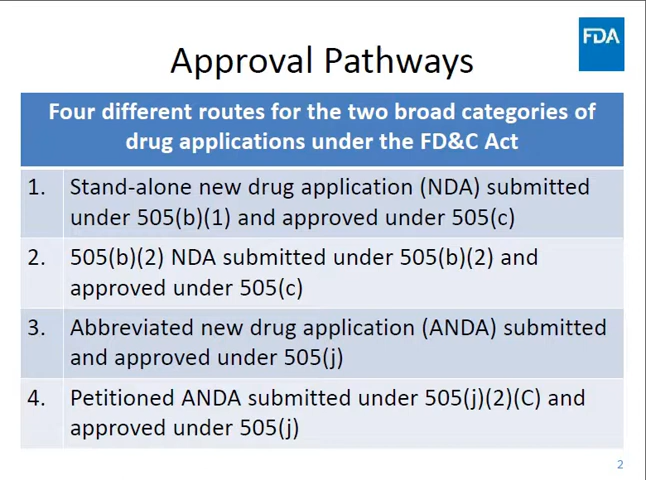 FDA
Approval Pathways
Four different routes for the two broad categories of
drug applications under the FD&C Act
1. Stand-alone new drug application (NDA) submitted
under 505(b)(1) and approved under 505(c)
2. 505(b)(2) NDA submitted under 505(b)(2) and
approved under 505(c)
3. Abbreviated new drug application (ANDA) submitted
and approved under 505(j)
4. Petitioned ANDA submitted under 505(j)(2)(C) and
approved under 505(j)
2